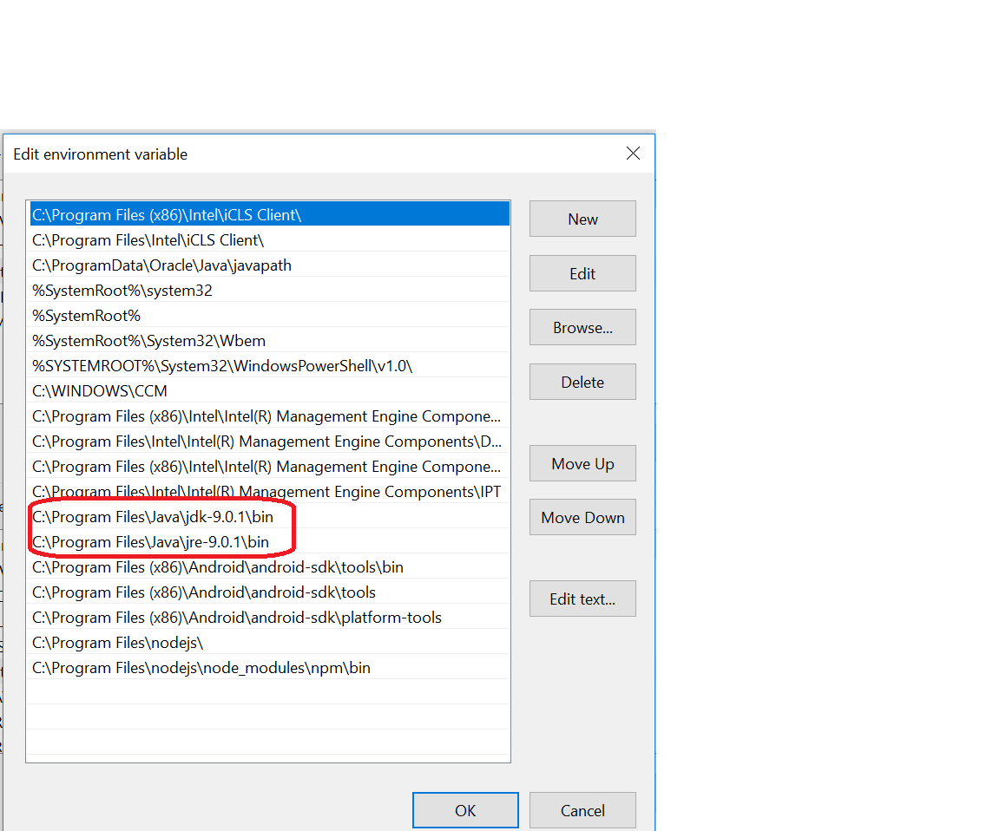 Edit environment variable
C:\Program Files (x86)\Intel\iCLS Client\
New
C:\Program Files\Intel\iCLS Client\
C:\ProgramData\Oracle\Java\javapath
Edit
%SystemRoot%\system32
%SystemRoot%
Browse...
%SystemRoot%\System32\Wbem
%SYSTEMROOT%\System32\WindowsPowerShell\v1.0\
Delete
C:\WINDOWS\CCM
C:\Program Files (x86)\Intel\Intel(R) Management Engine Compone...
C:\Program Files\Intel\Intel(R) Management Engine Components\D...
C:\Program Files (x86)\Intel\Intel(R) Management Engine Compone...
Move Up
C:\Program Files\Intel\Intel(R) Management Engine Components\IPT
C:\Program Files\Java\jdk-9.0.1\bin
Move Down
C:\Program Files\Java\jre-9.0.1\bin
C:\Program Files (x86)\Android\android-sdk\tools\bin
C:\Program Files (x86)\Android\android-sdk\tools
Edit text...
C:\Program Files (x86)\Android\android-sdk\platform-tools
C:\Program Files\nodejs\
C:\Program Files\nodejs\node_modules\npm\bin
OK
Cancel